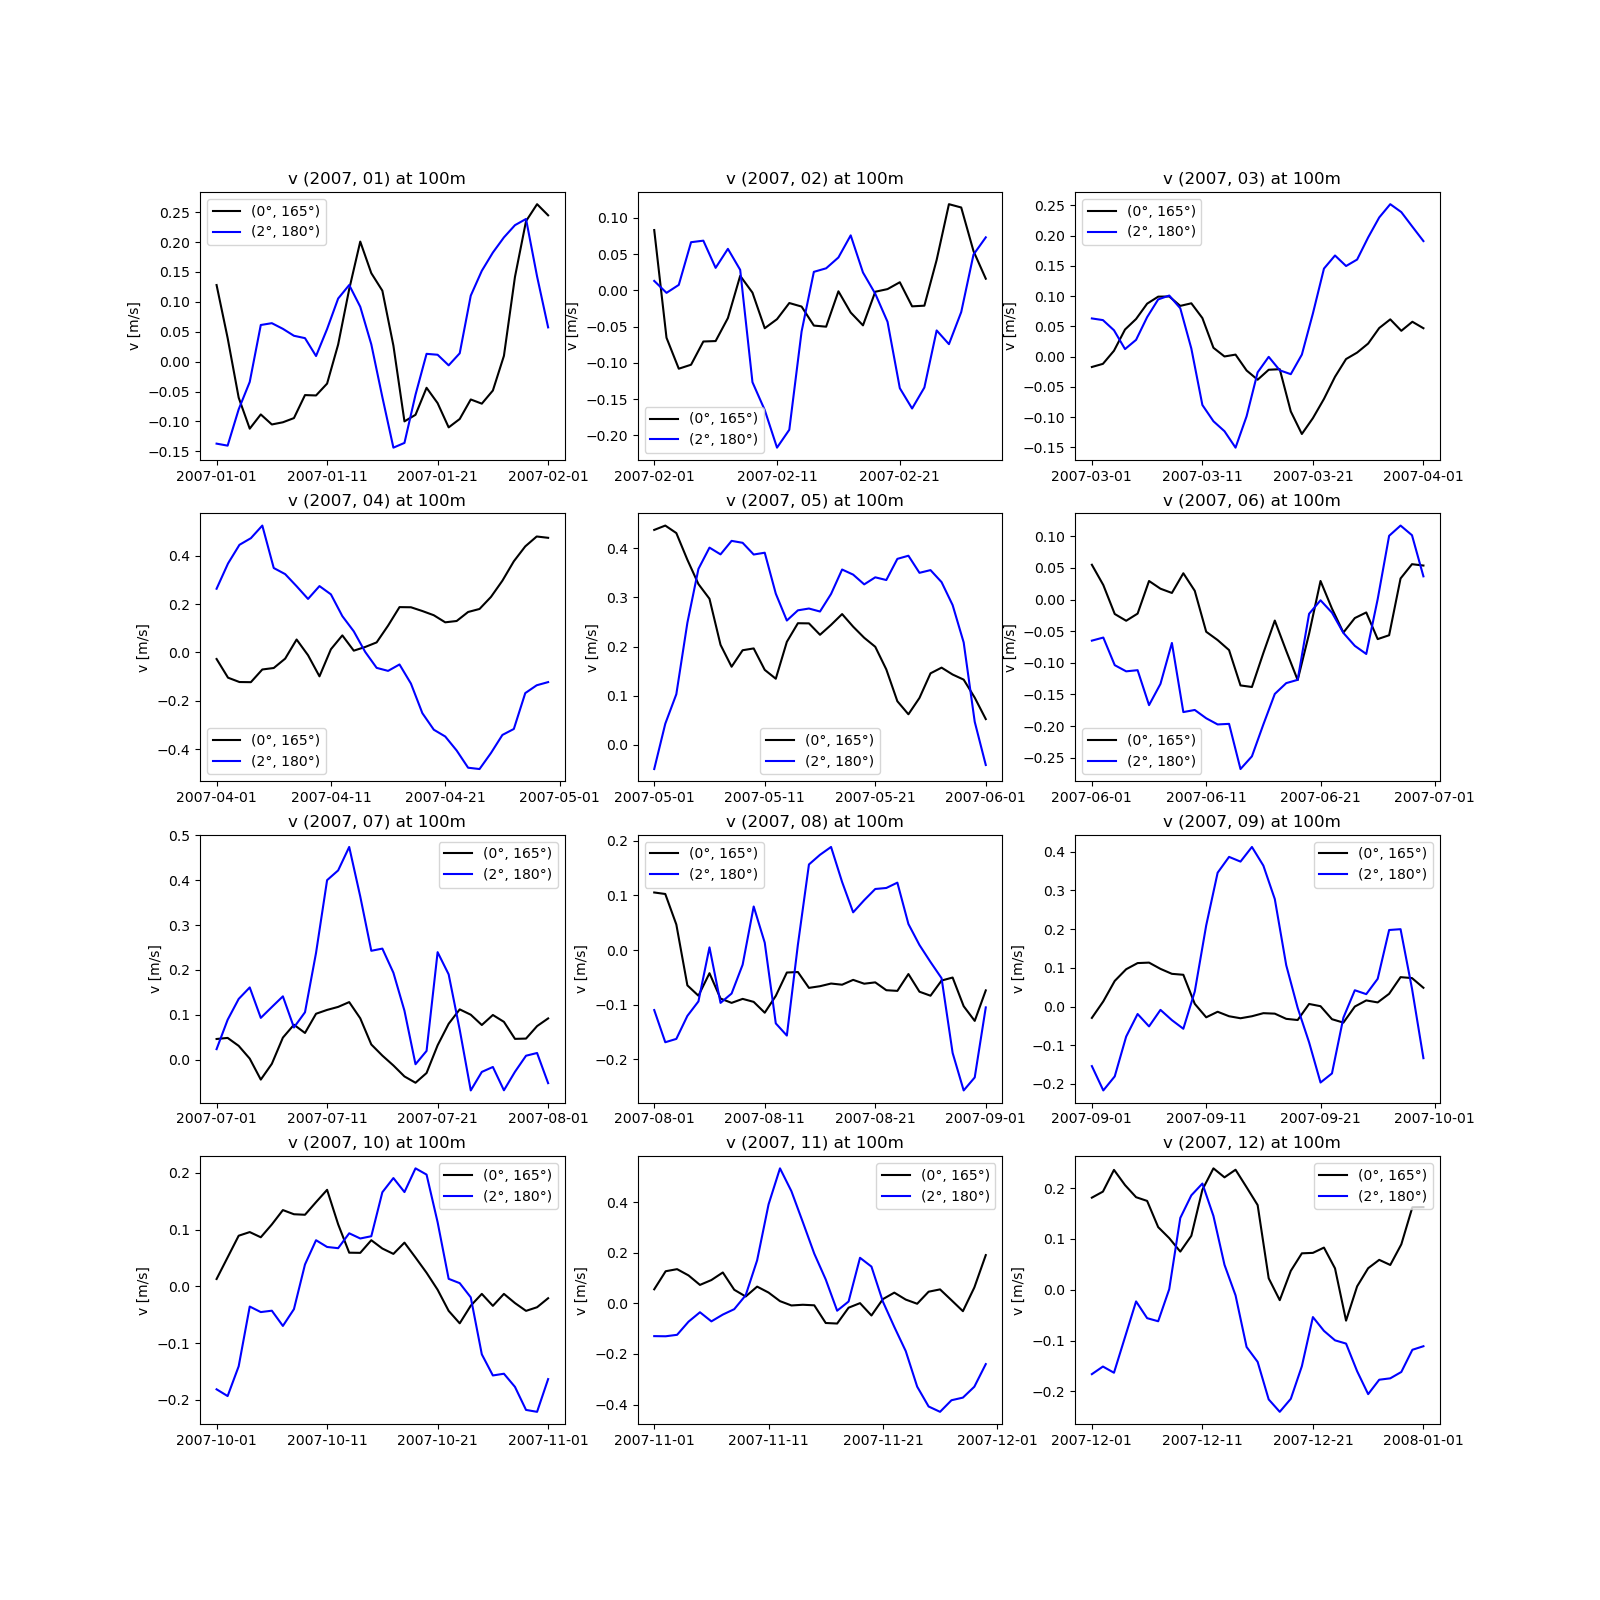 v (2007, 01) at 100m
v (2007, 02) at 100m
v (2007, 03) at 100m
v [m/s]
0.25
0.20
0.15
0.10
0.05
0.00
−0.05
−0.10
−0.15
(0°, 165°)
(2°, 180°)
2007-01-01 2007-01-11 2007-01-21 2007-02-01
v [m/s]
0.10
0.05
0.00
−0.05
−0.10
−0.15
−0.20
(0°, 165°)
(2°, 180°)
2007-02-01 2007-02-11 2007-02-21
v [m/s]
0.25
0.20
0.15
0.10
0.05
0.00
−0.05
−0.10
−0.15
(0°, 165°)
(2°, 180°)
2007-03-01 2007-03-11 2007-03-21 2007-04-01
v (2007, 04) at 100m
v (2007, 05) at 100m
v (2007, 06) at 100m
v [m/s]
0.4
0.2
0.0
−0.2
−0.4
(0°, 165°)
(2°, 180°)
2007-04-01 2007-04-11 2007-04-21 2007-05-01
v [m/s]
0.4
0.3
0.2
0.1
0.0
(0°, 165°)
(2°, 180°)
2007-05-01 2007-05-11 2007-05-21 2007-06-01
v [m/s]
0.10
0.05
0.00
−0.05
−0.10
−0.15
−0.20
−0.25
(0°, 165°)
(2°, 180°)
2007-06-01 2007-06-11 2007-06-21 2007-07-01
v (2007, 07) at 100m
v (2007, 08) at 100m
v (2007, 09) at 100m
v [m/s]
0.5
0.4
0.3
0.2
0.1
0.0
(0°, 165°)
(2°, 180°)
2007-07-01 2007-07-11 2007-07-21 2007-08-01
v [m/s]
0.2
0.1
0.0
−0.1
−0.2
(0°, 165°)
(2°, 180°)
2007-08-01 2007-08-11 2007-08-21 2007-09-01
v [m/s]
0.4
0.3
0.2
0.1
0.0
−0.1
−0.2
(0°, 165°)
(2°, 180°)
2007-09-01 2007-09-11 2007-09-21 2007-10-01
v (2007, 10) at 100m
v (2007, 11) at 100m
v (2007, 12) at 100m
v [m/s]
0.2
0.1
0.0
−0.1
−0.2
(0°, 165°)
(2°, 180°)
2007-10-01 2007-10-11 2007-10-21 2007-11-01
v [m/s]
0.4
0.2
0.0
−0.2
−0.4
(0°, 165°)
(2°, 180°)
2007-11-01 2007-11-11 2007-11-21 2007-12-01
v [m/s]
0.2
0.1
0.0
−0.1
−0.2
(0°, 165°)
(2°, 180°)
2007-12-01 2007-12-11 2007-12-21 2008-01-01